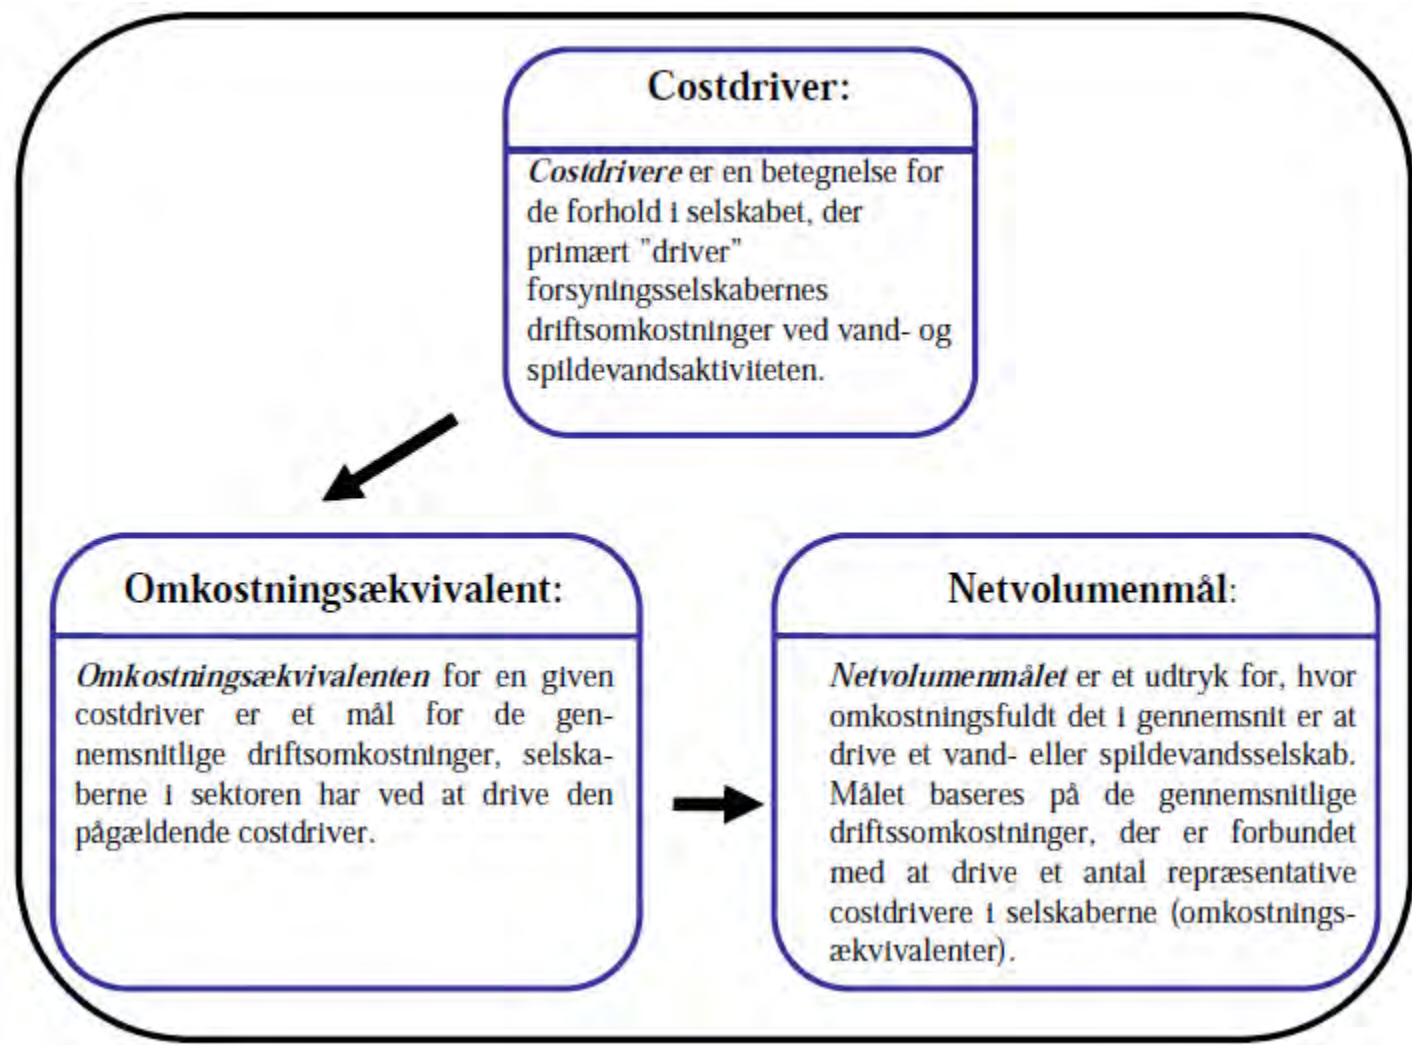 Costdriver:
Costdrivere er en betegnelse for
de forhold i selskabet, der
primært "driver"
forsyningsselskabernes
driftsomkostninger ved vand- og
spildevandsaktiviteten.
Omkostningsækvivalent:
Omkostningsækvivalenten for en given
costdriver er et mål for de gen-
nemsnitlige driftsomkostninger, selska-
berne i sektoren har ved at drive den
pågældende costdriver.
Netvolumenmål:
Netvolumenmålet er et udtryk for, hvor
omkostningsfuldt det i gennemsnit er at
drive et vand- eller spildevandsselskab.
Målet baseres på de gennemsnitlige
driftssomkostninger, der er forbundet
med at drive et antal repræsentative
costdrivere i selskaberne (omkostnings-
ækvivalenter).